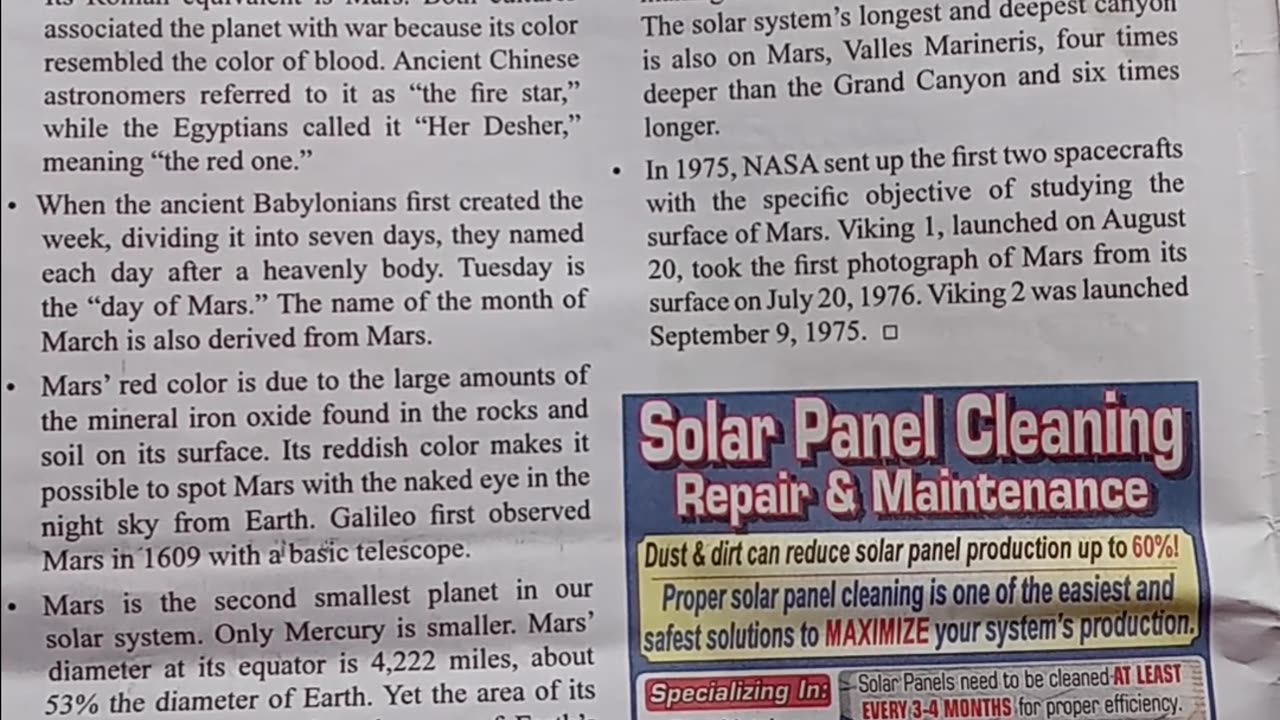 Its Roman equivalent is Mars. Both cultures
associated the planet with war because its color
resembled the color of blood. Ancient Chinese
astronomers referred to it as “the fire star,”
while the Egyptians called it “Her Desher,”
meaning “the red one.”
• When the ancient Babylonians first created the
week, dividing it into seven days, they named
each day after a heavenly body. Tuesday is
the “day of Mars.” The name of the month of
March is also derived from Mars.
• Mars’ red color is due to the large amounts of
the mineral iron oxide found in the rocks and
soil on its surface. Its reddish color makes it
possible to spot Mars with the naked eye in the
night sky from Earth. Galileo first observed
Mars in 1609 with a basic telescope.
• Mars is the second smallest planet in our
solar system. Only Mercury is smaller. Mars’
diameter at its equator is 4,222 miles, about
53% the diameter of Earth. Yet the area of its
The solar system’s longest and deepest canyon
is also on Mars, Valles Marineris, four times
deeper than the Grand Canyon and six times
longer.
• In 1975, NASA sent up the first two spacecrafts
with the specific objective of studying the
surface of Mars. Viking 1, launched on August
20, took the first photograph of Mars from its
surface on July 20, 1976. Viking 2 was launched
September 9, 1975. □
Solar Panel Cleaning
Repair & Maintenance
Dust & dirt can reduce solar panel production up to 60%!
Proper solar panel cleaning is one of the easiest and
safest solutions to MAXIMIZE your system’s production.
Specializing In:
Solar Panels need to be cleaned AT LEAST
EVERY 3-4 MONTHS for proper efficiency.